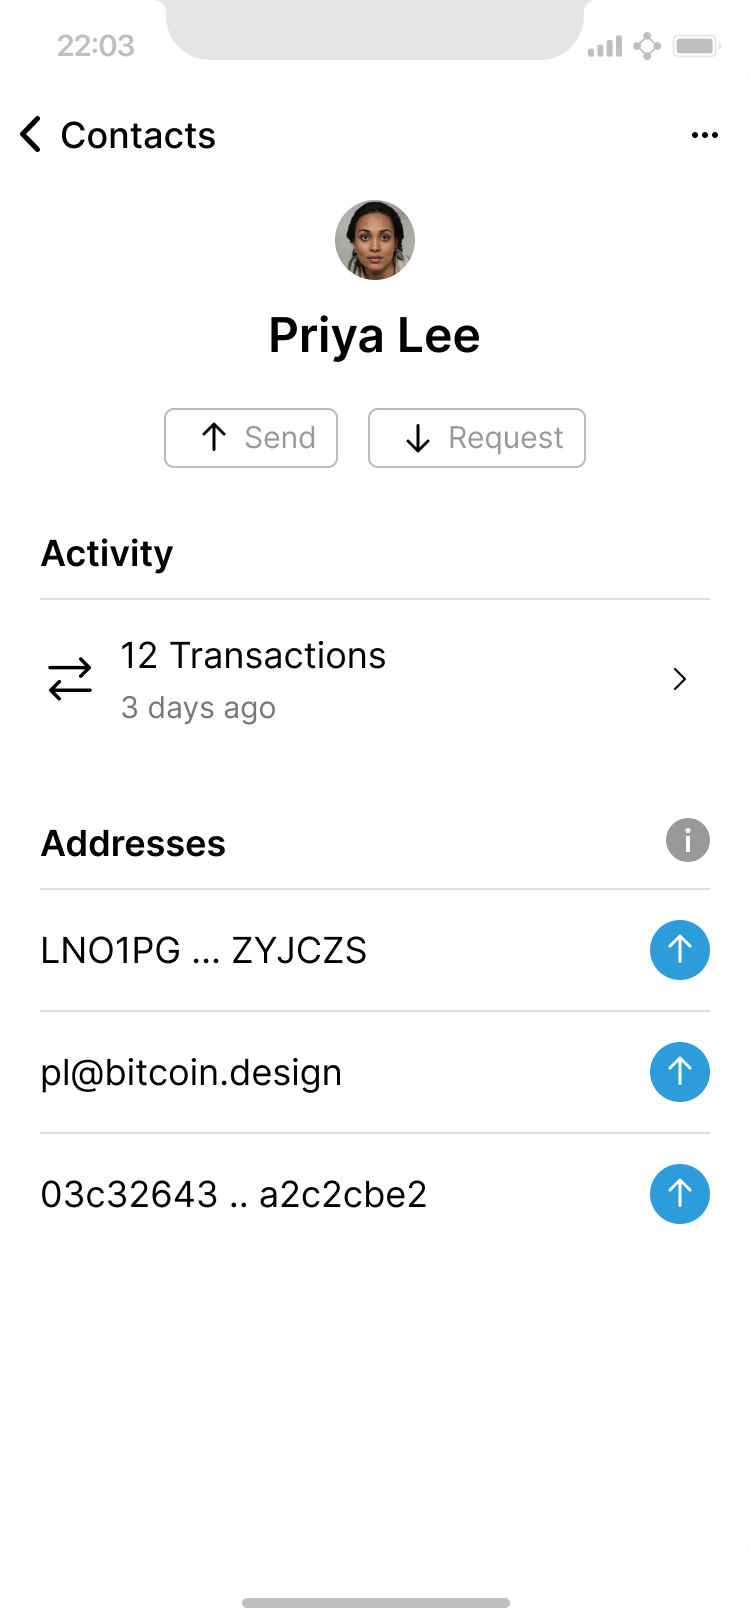 22:03
Contacts
Priya Lee
Send
Request
Activity
12 Transactions
3 days ago
Addresses
i
LNO1PG ... ZYJCZS
pl@bitcoin.design
03c32643 .. a2c2cbe2